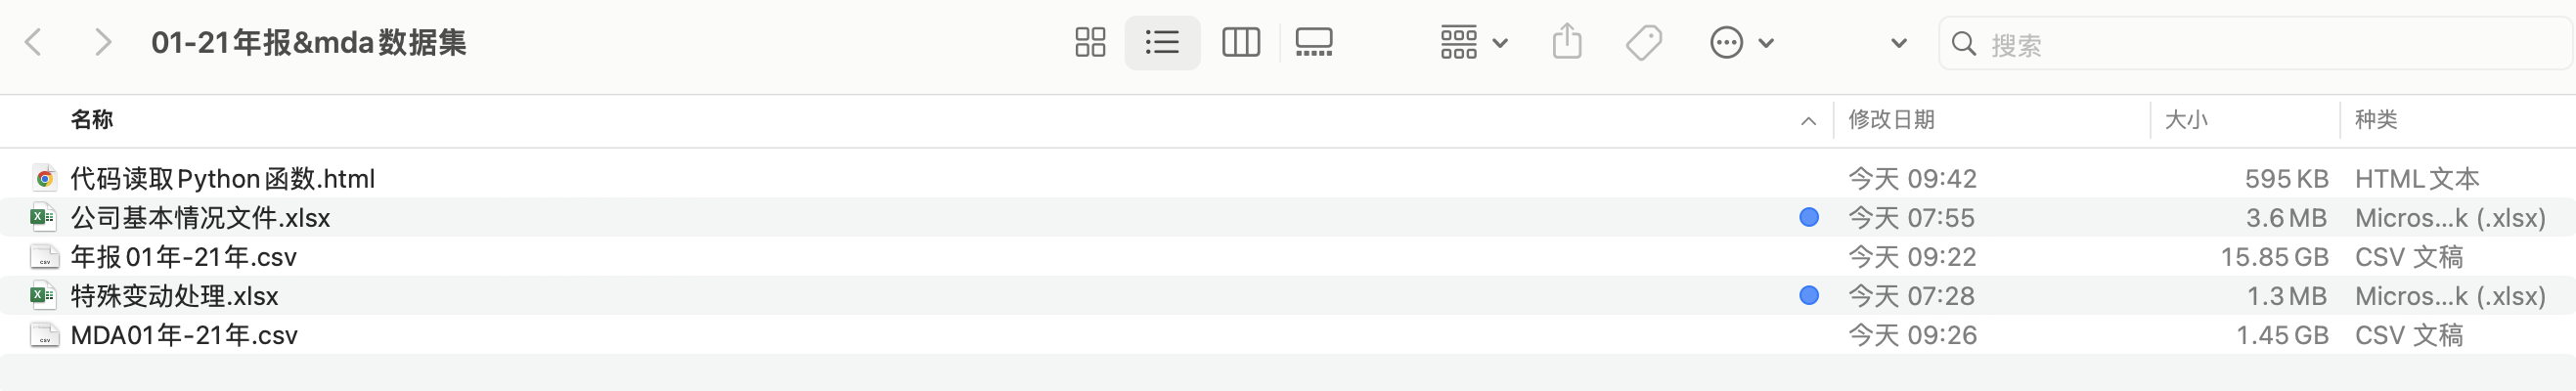 01-21年报&mda数据集
搜索
名称 修改日期 大小 种类
代码读取Python函数.html 今天 09:42 595 KB HTML文本
公司基本情况文件.xlsx 今天 07:55 3.6 MB Micros...k (.xlsx)
年报01年-21年.csv 今天 09:22 15.85 GB CSV 文稿
特殊变动处理.xlsx 今天 07:28 1.3 MB Micros...k (.xlsx)
MDA01年-21年.csv 今天 09:26 1.45 GB CSV 文稿